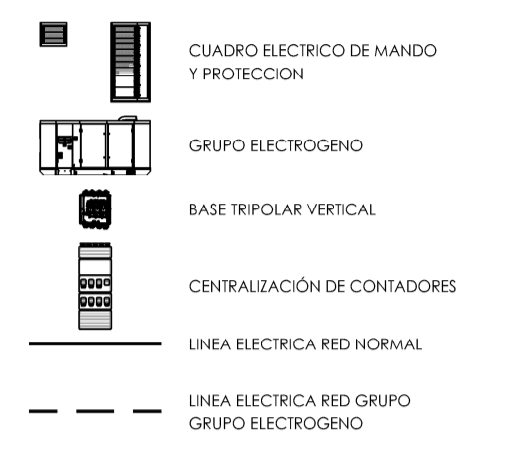 CUADRO ELECTRICO DE MANDO
Y PROTECCION
GRUPO ELECTROGENO
BASE TRIPOLAR VERTICAL
CENTRALIZACIÓN DE CONTADORES
LINEA ELECTRICA RED NORMAL
LINEA ELECTRICA RED GRUPO
GRUPO ELECTROGENO